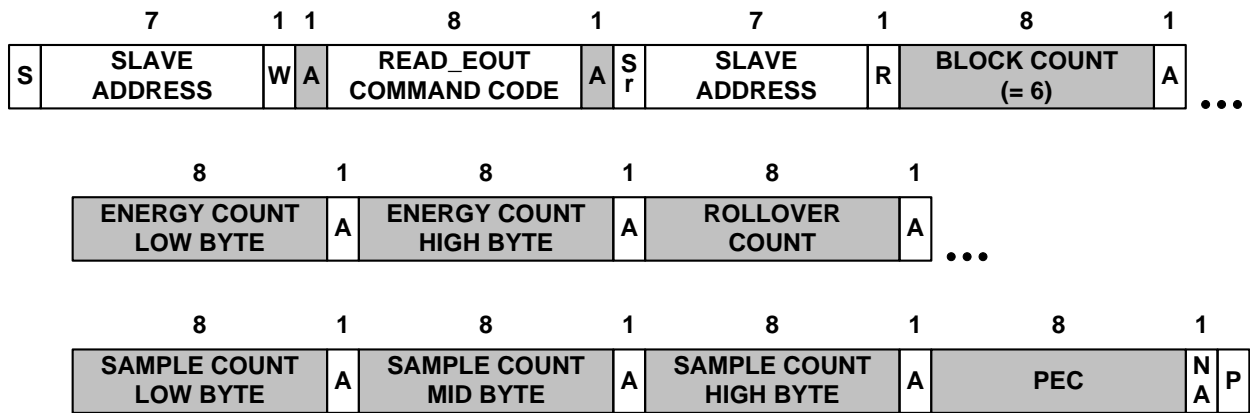 7 1 1 8 1 7 1 8 1
S SLAVE ADDRESS W A READ_EOUT COMMAND CODE A Sr SLAVE ADDRESS R BLOCK COUNT (= 6) A •••
8 1 8 1 8 1
ENERGY COUNT LOW BYTE A ENERGY COUNT HIGH BYTE A ROLLOVER COUNT A •••
8 1 8 1 8 1 8 1
SAMPLE COUNT LOW BYTE A SAMPLE COUNT MID BYTE A SAMPLE COUNT HIGH BYTE A PEC NA P